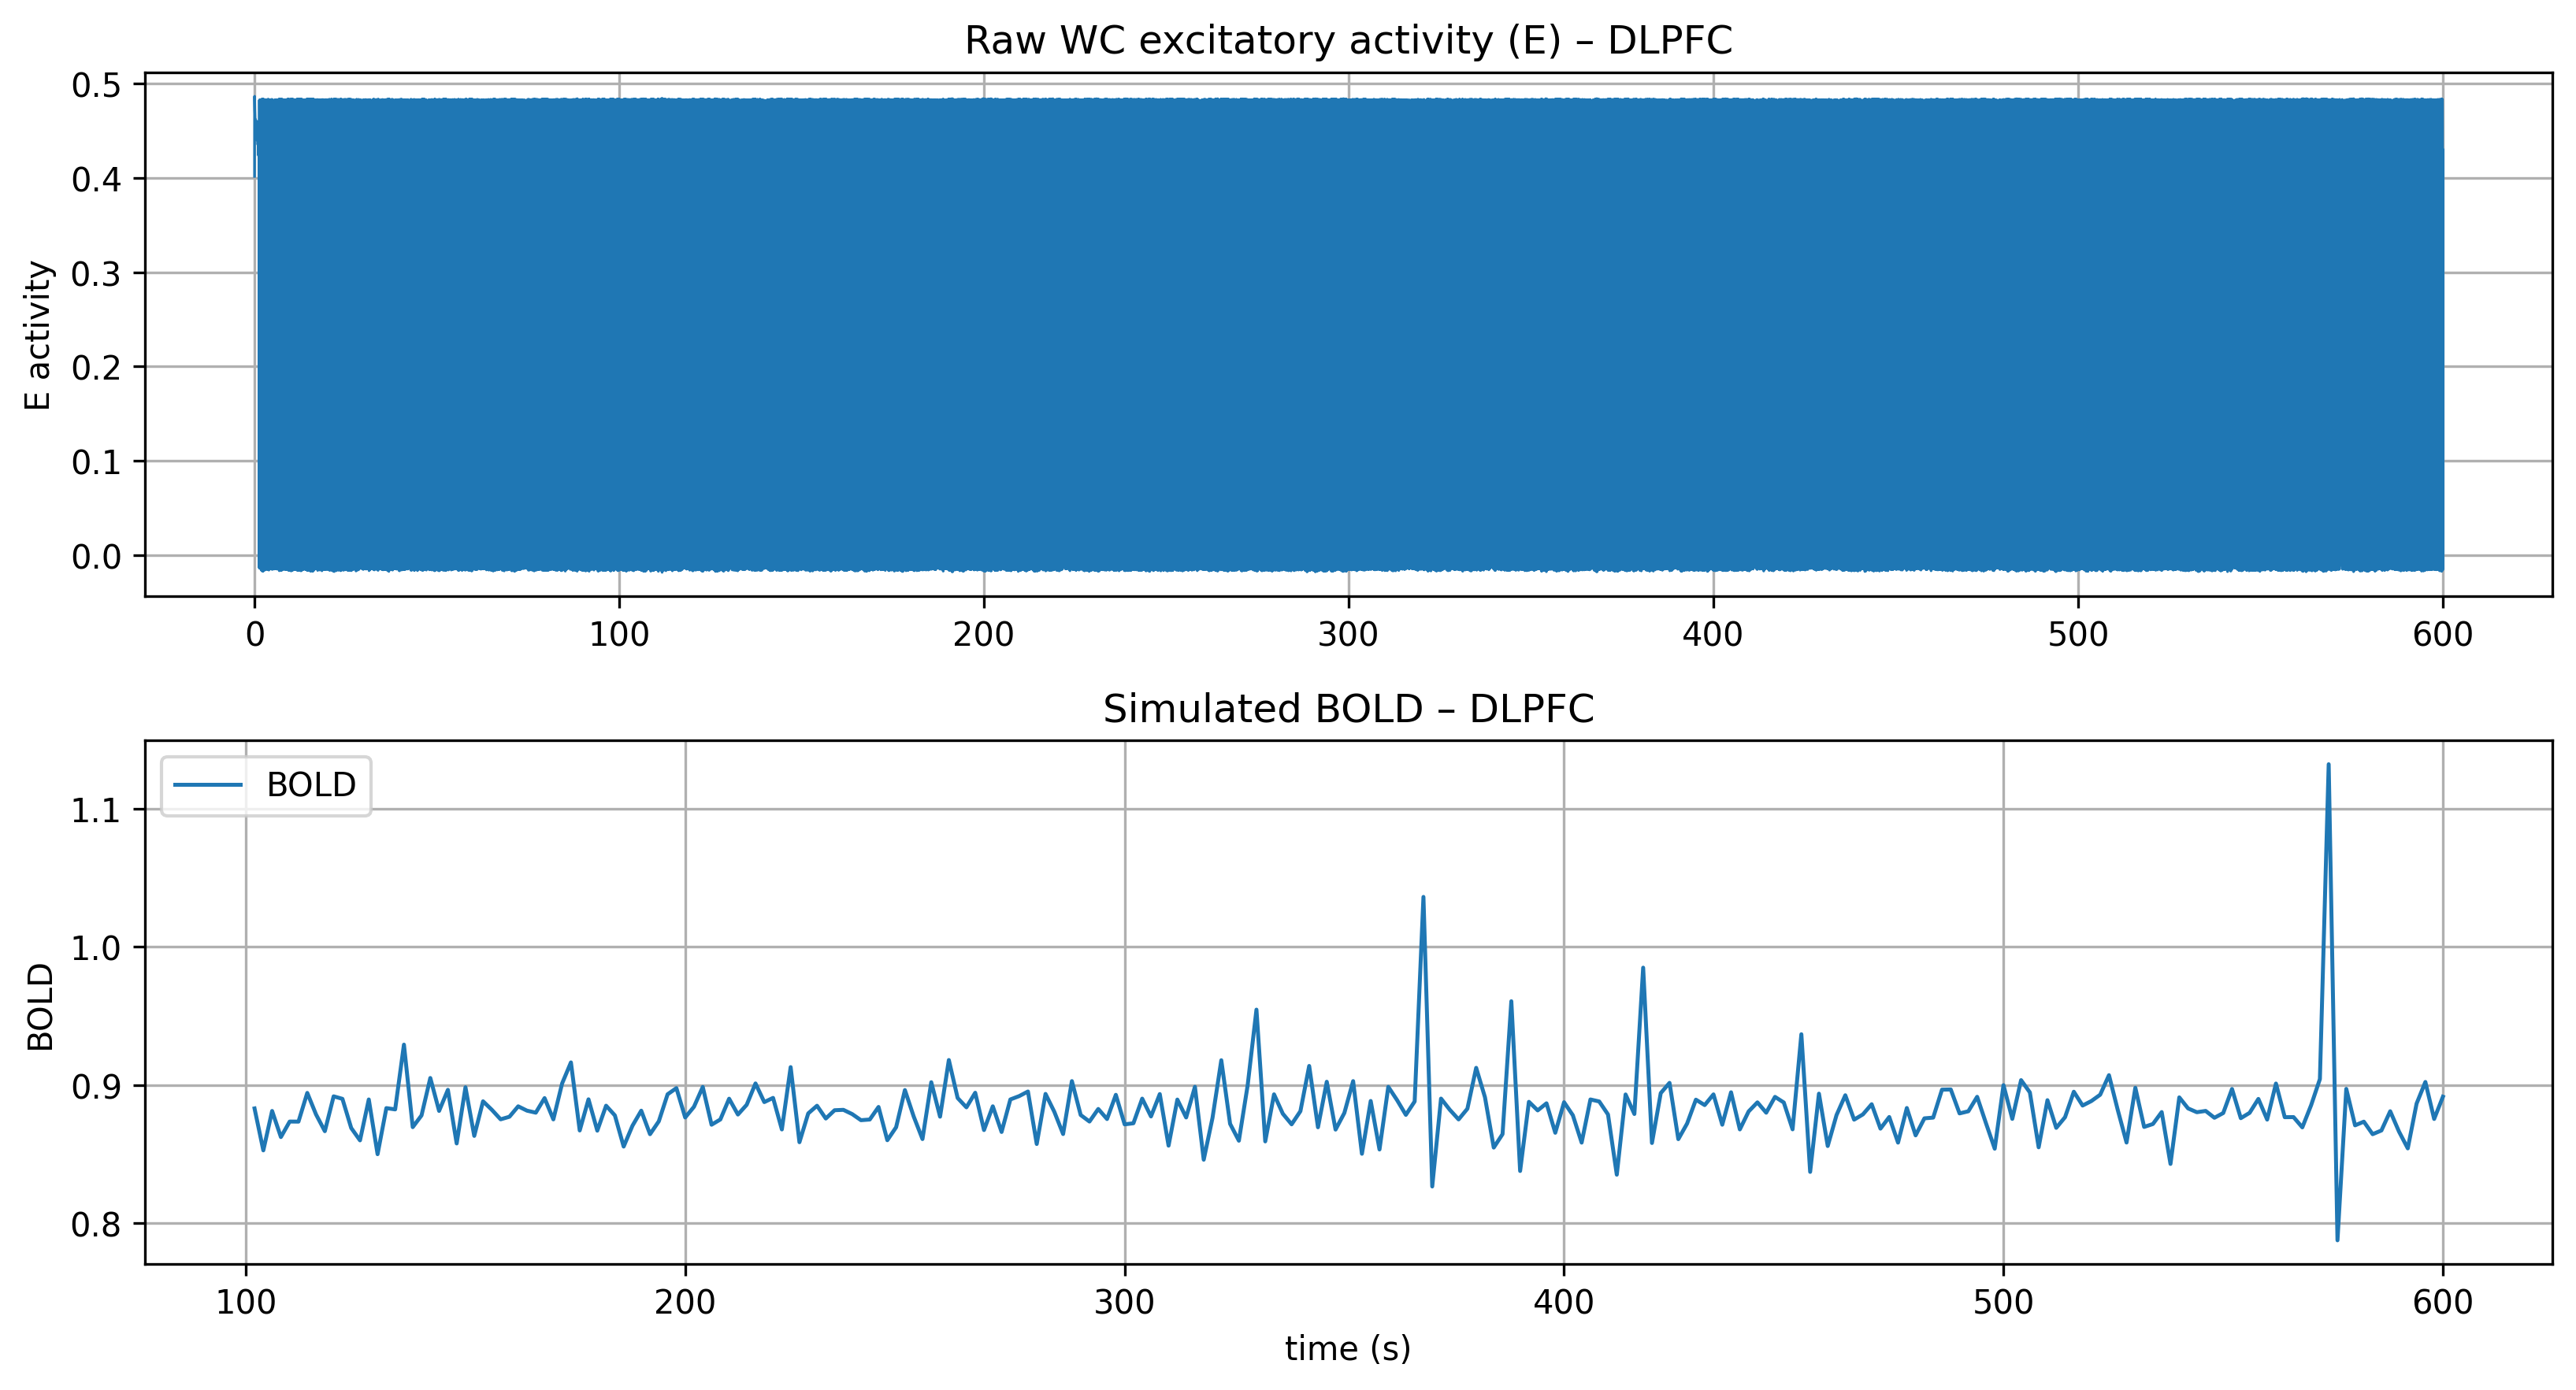 Raw WC excitatory activity (E) – DLPFC
E activity
0.5
0.4
0.3
0.2
0.1
0.0
0 100 200 300 400 500 600
Simulated BOLD – DLPFC
BOLD
BOLD
1.1
1.0
0.9
0.8
100 200 300 400 500 600
time (s)